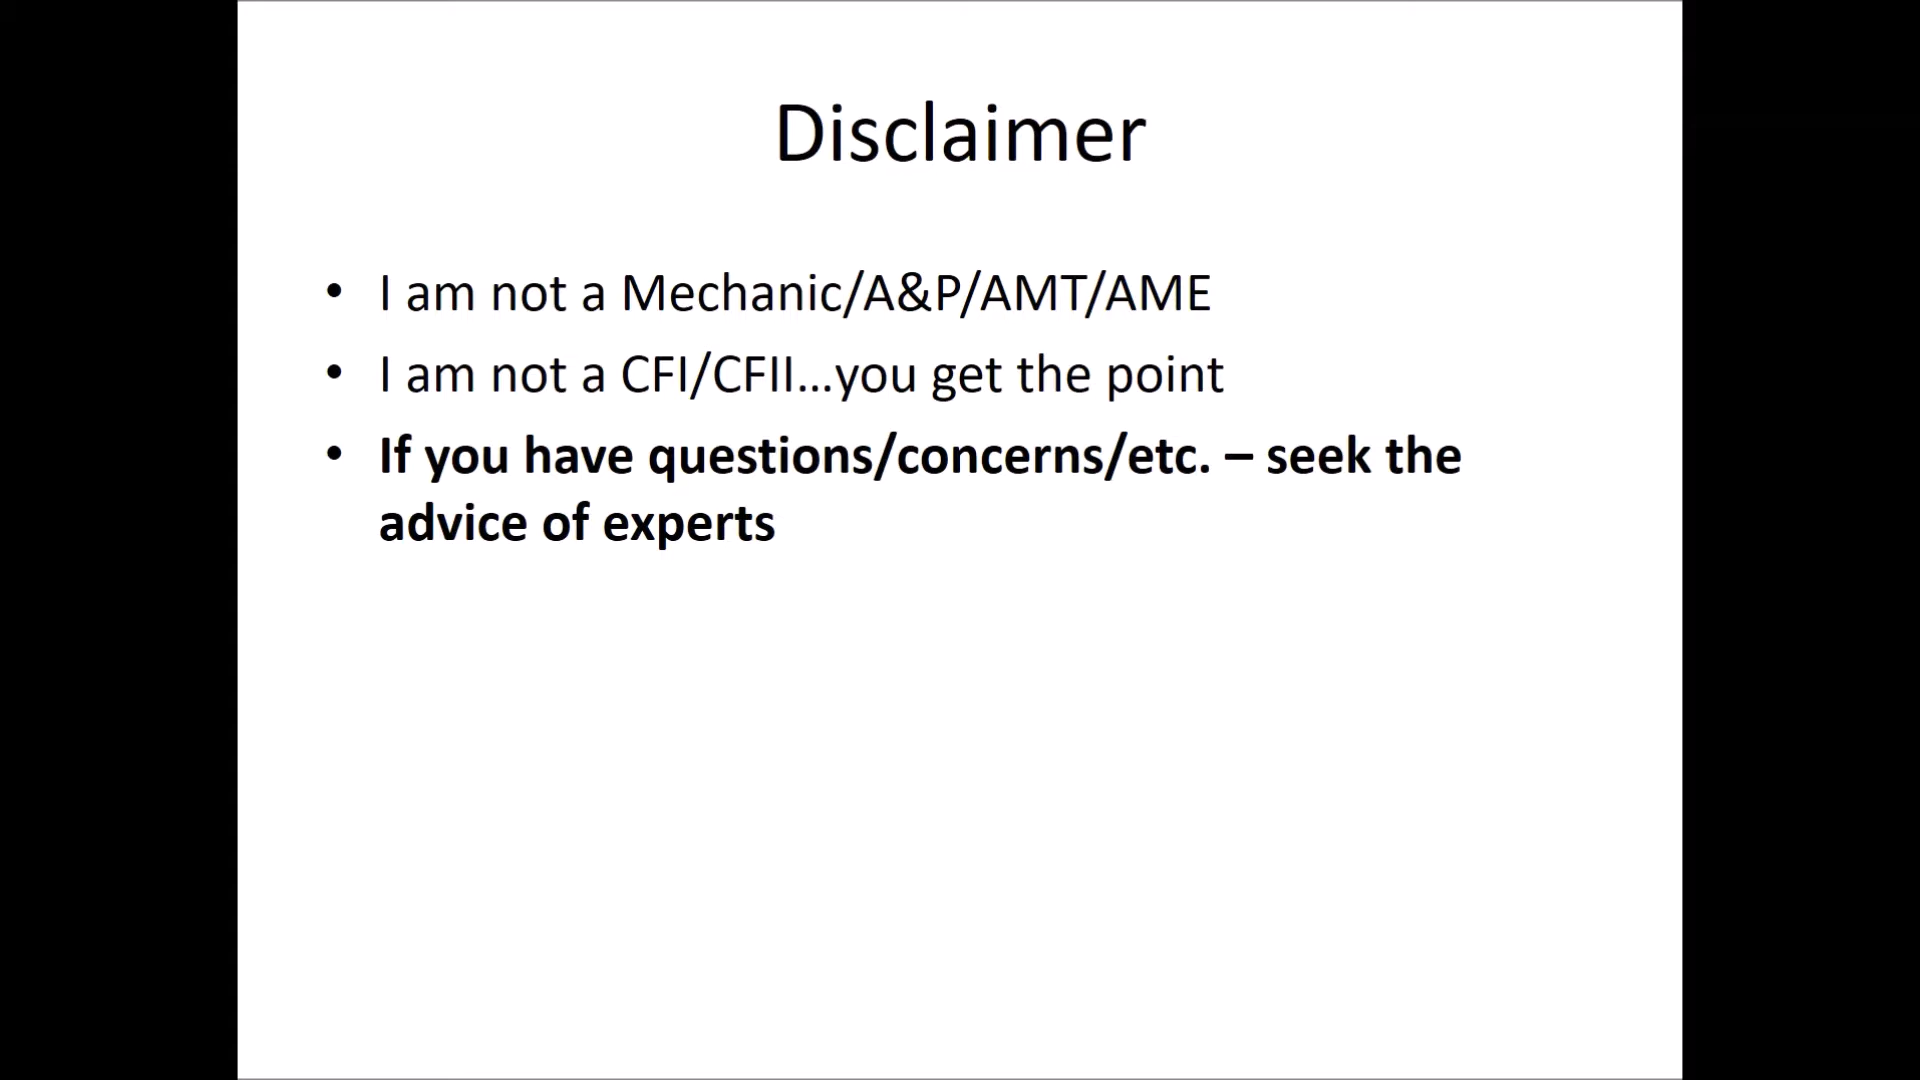 Disclaimer
• I am not a Mechanic/A&P/AMT/AME
• I am not a CFI/CFII...you get the point
• If you have questions/concerns/etc. – seek the
advice of experts